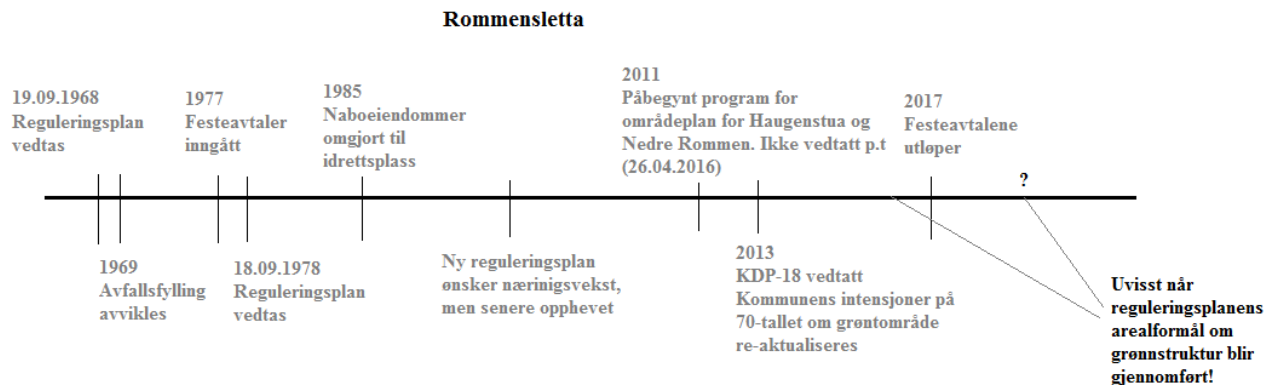 Rommensletta
19.09.1968
Reguleringsplan
vedtas
1977
Festeavtaler
inngått
1985
Naboeiendommer
omgjort til
idrettsplass
2011
Påbegynt program for
områdeplan for Haugenstua og
Nedre Rommen. Ikke vedtatt p.t
(26.04.2016)
2017
Festeavtalene
utløper
?
1969
Avfallsfylling
avvikles
18.09.1978
Reguleringsplan
vedtas
Ny reguleringsplan
ønsker nærinigsvekst,
men senere opphevet
2013
KDP-18 vedtatt
Kommunens intensjoner på
70-tallet om grøntområde
re-aktualiseres
Uvisst når
reguleringsplanens
arealformål om
grønnstruktur blir
gjennomført!